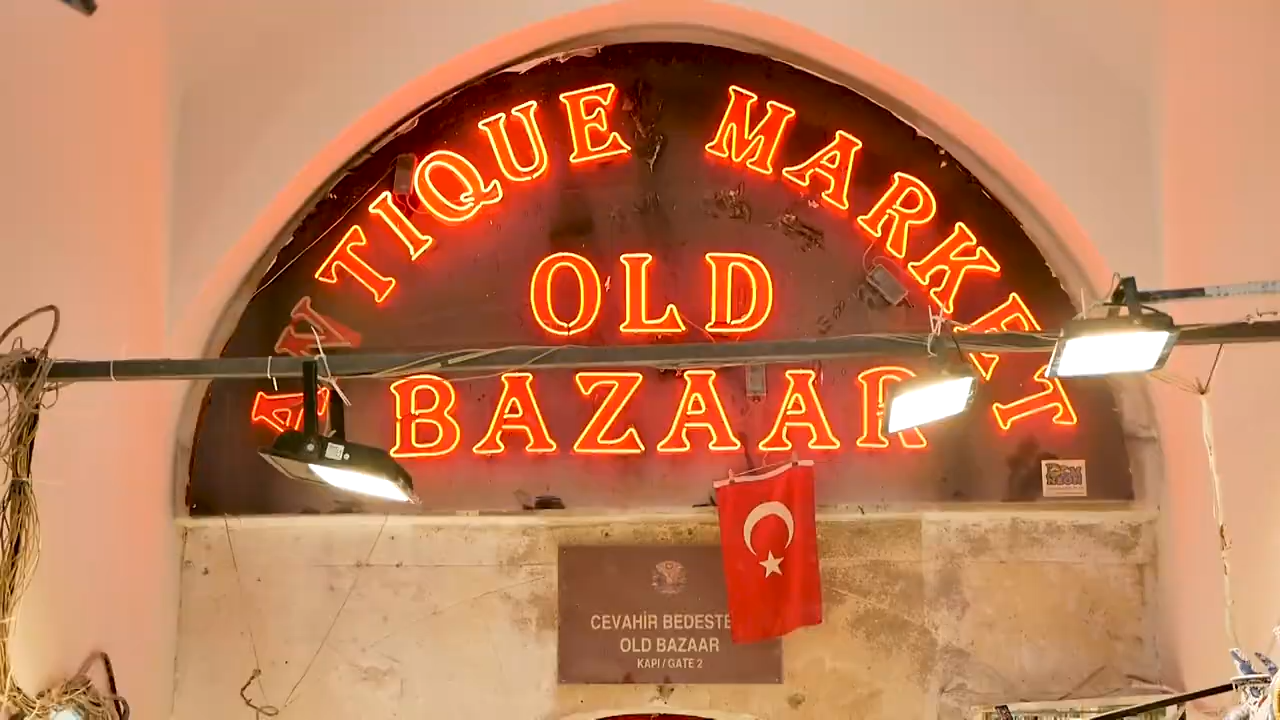 ANTIQUE MARKET
OLD
BAZAAR
CEVAHİR BEDESTE
OLD BAZAAR
KAPI / GATE 2